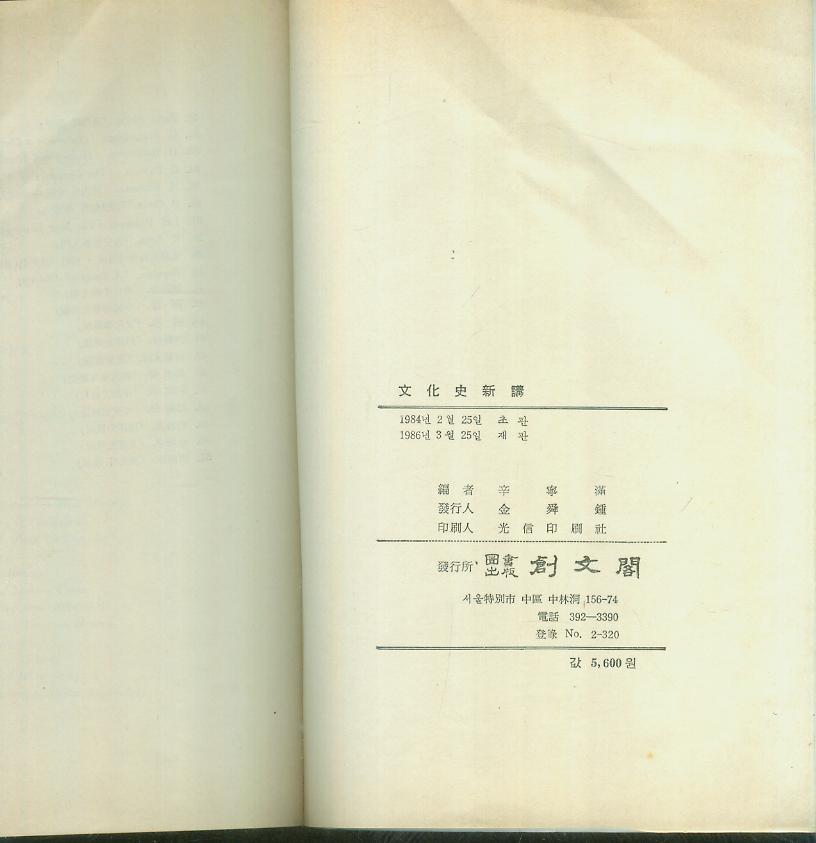 文化史新講
1984년 2월 25일 초판
1986년 3월 25일 재판
編者 辛寧滿
發行人 金舜鍾
印刷人 光信印刷社
發行所 圖書出版 創文閣
서울特別市 中區 中林洞 156-74
電話 392—3390
登錄 No. 2-320
값 5,600원